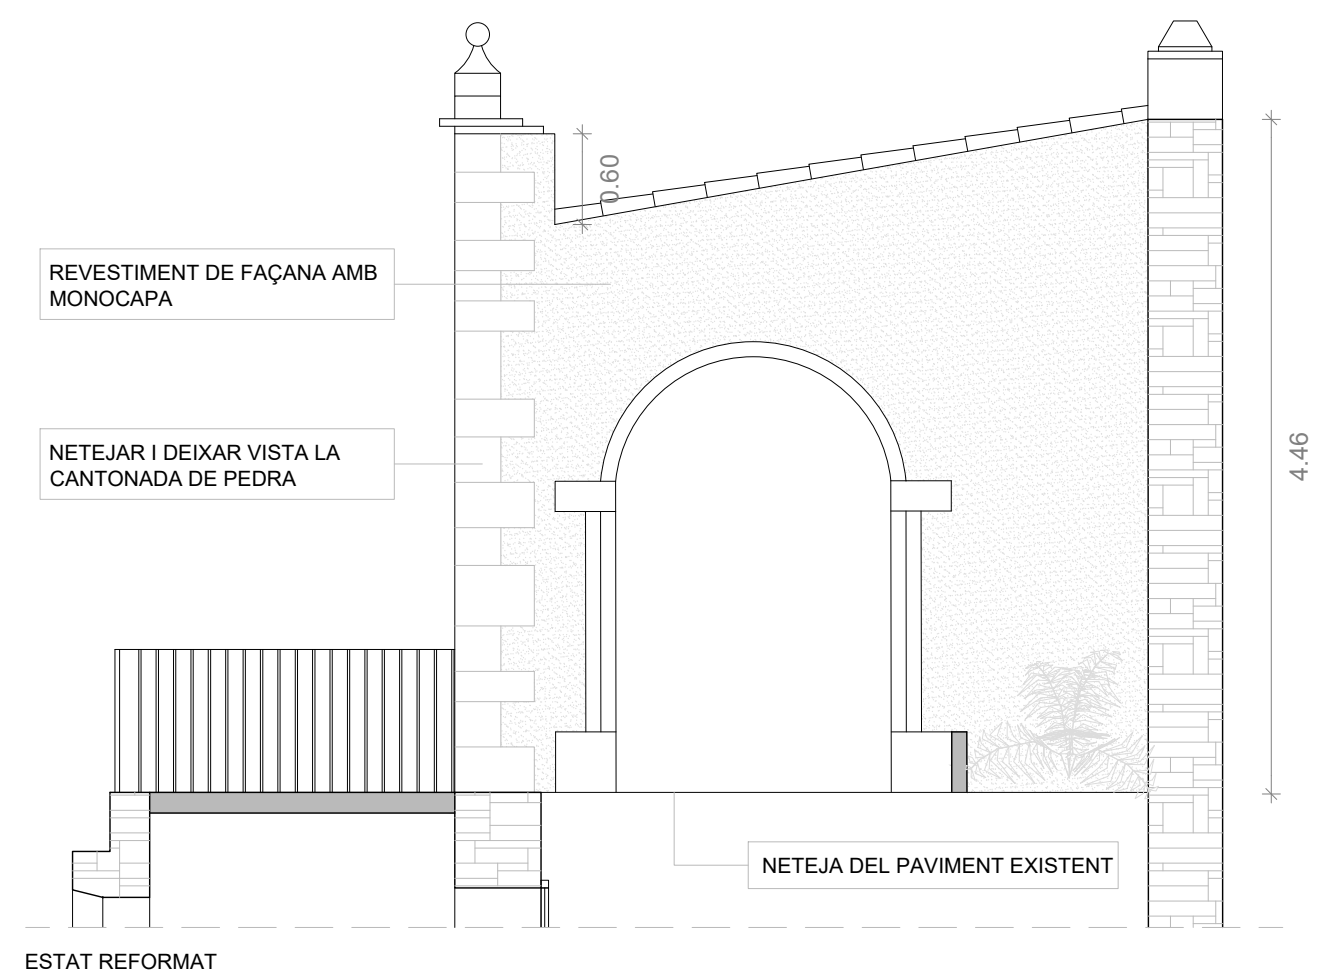 0.60
REVESTIMENT DE FAÇANA AMB
MONOCAPA
4.46
NETEJAR I DEIXAR VISTA LA
CANTONADA DE PEDRA
NETEJA DEL PAVIMENT EXISTENT
ESTAT REFORMAT